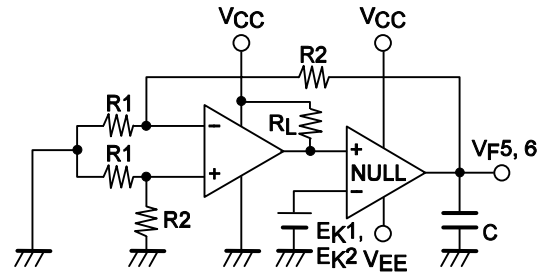 VCC
VCC
R2
R1
RL
−
+
R1
+
−
NULL
VF5, 6
R2
EK1,
EK2
VEE
C